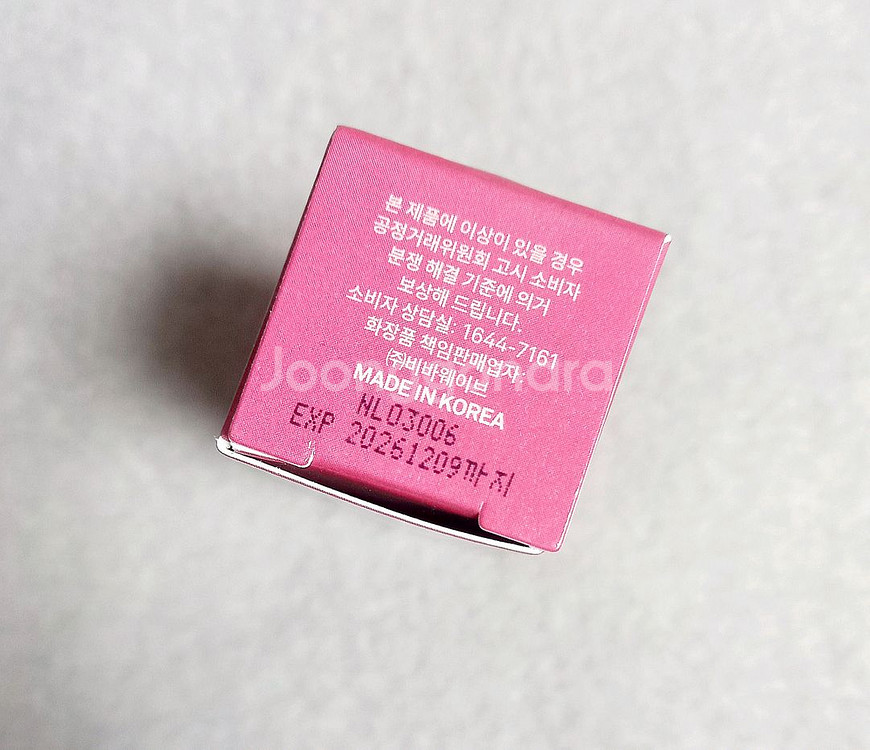 본 제품에 이상이 있을 경우
공정거래위원회 고시 소비자
분쟁 해결 기준에 의거
보상해 드립니다.
소비자 상담실: 1644-7161
화장품 책임판매업자:
㈜비바웨이브
MADE IN KOREA
NL03006
EXP 20261209까지